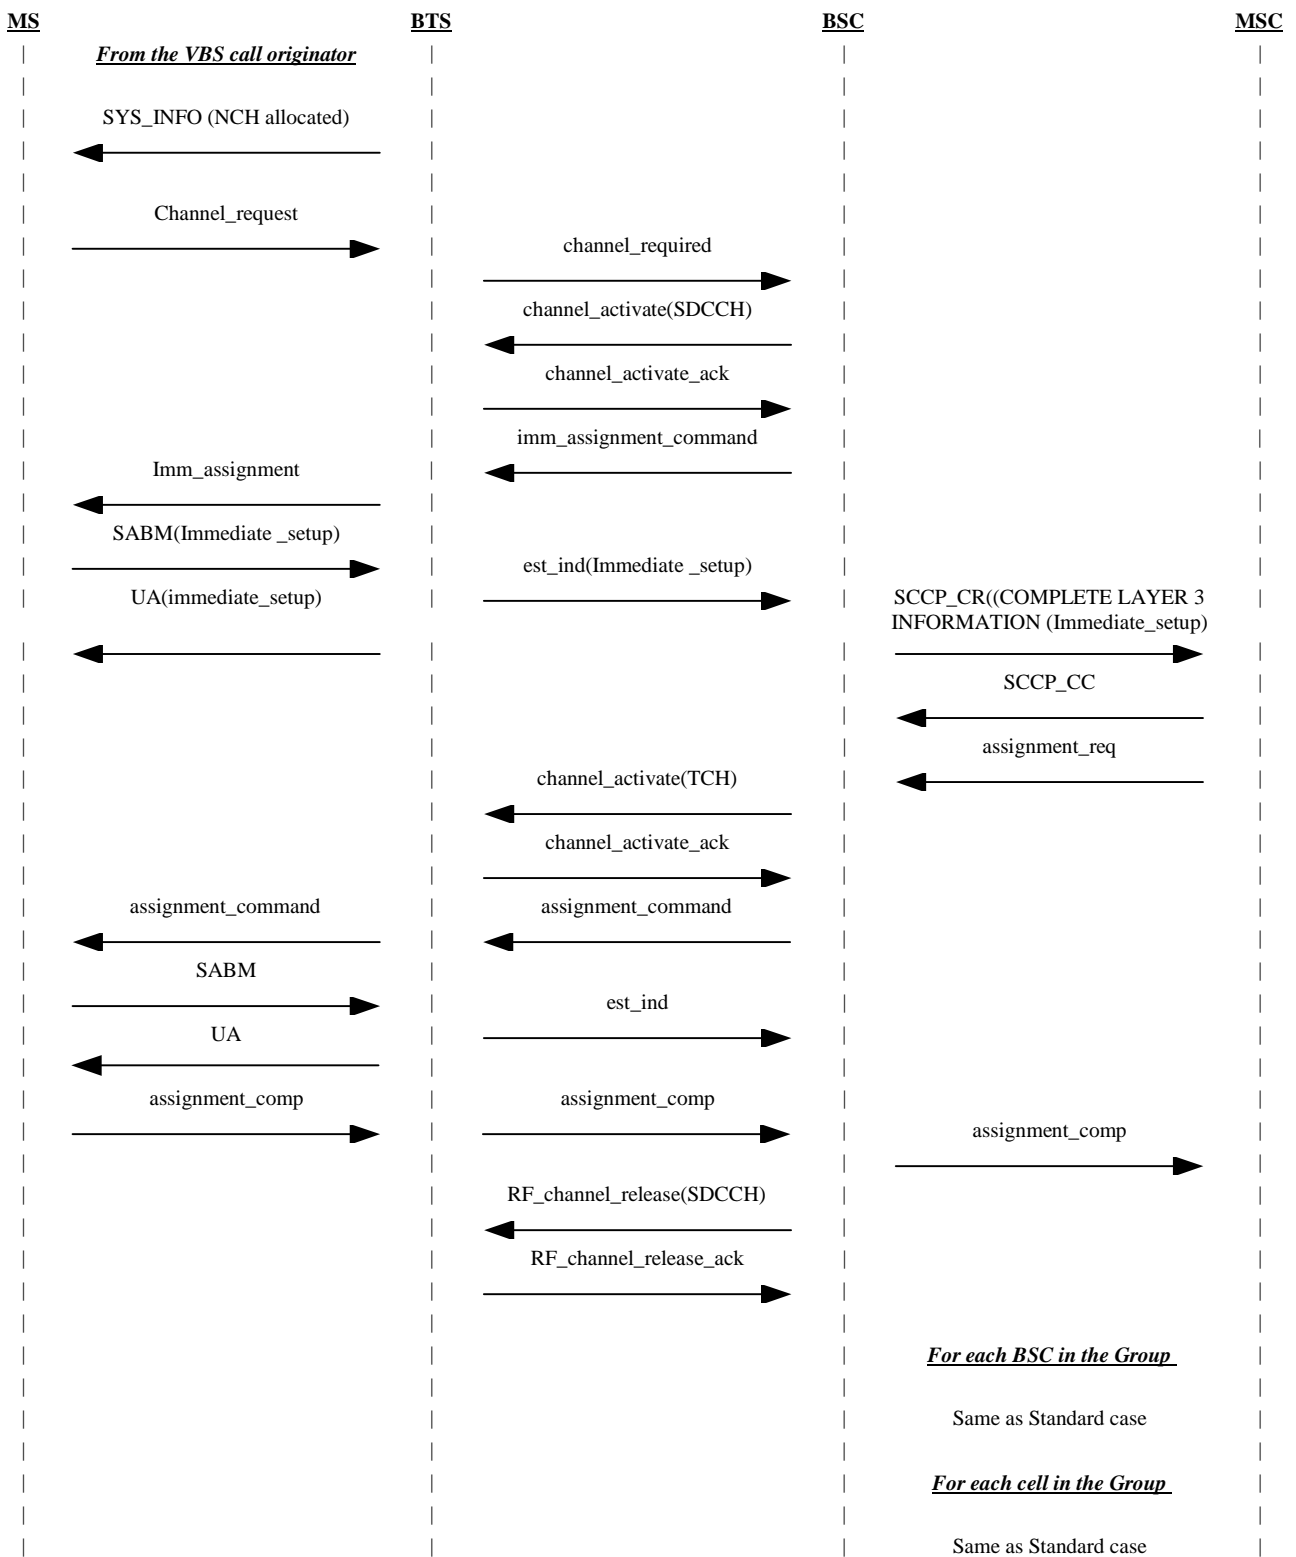 MS BTS BSC MSC
From the VBS call originator
SYS_INFO (NCH allocated)
Channel_request
channel_required
channel_activate(SDCCH)
channel_activate_ack
imm_assignment_command
Imm_assignment
SABM(Immediate _setup)
est_ind(Immediate _setup)
UA(immediate_setup)
SCCP_CR((COMPLETE LAYER 3
INFORMATION (Immediate_setup)
SCCP_CC
assignment_req
channel_activate(TCH)
channel_activate_ack
assignment_command assignment_command
SABM
est_ind
UA
assignment_comp assignment_comp
assignment_comp
RF_channel_release(SDCCH)
RF_channel_release_ack
For each BSC in the Group
Same as Standard case
For each cell in the Group
Same as Standard case